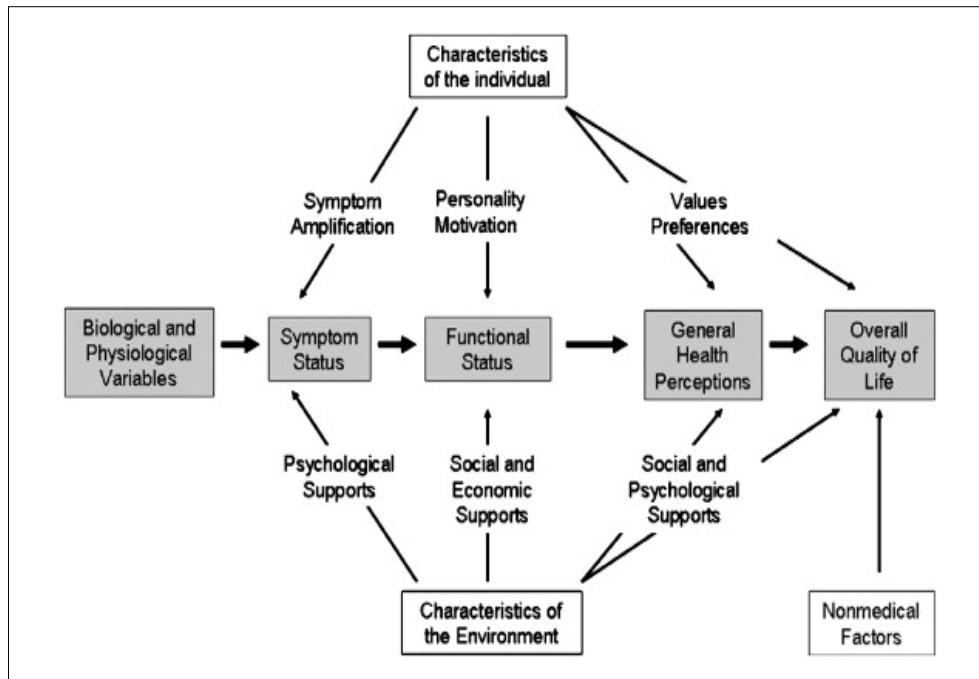 Characteristics
of the individual
Symptom
Amplification
Personality
Motivation
Values
Preferences
Biological and
Physiological
Variables
Symptom
Status
Functional
Status
General
Health
Perceptions
Overall
Quality of
Life
Psychological
Supports
Social and
Economic
Supports
Social and
Psychological
Supports
Characteristics of
the Environment
Nonmedical
Factors